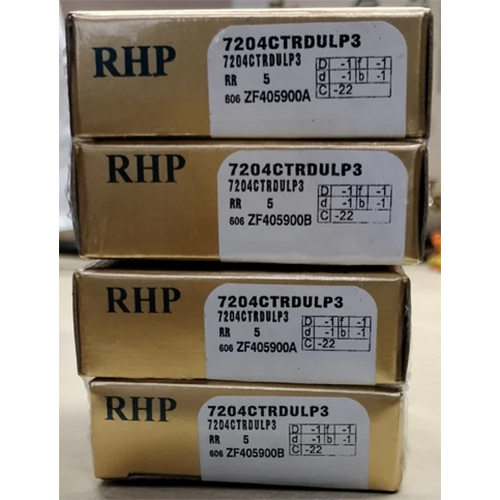 RHP
7204CTRDULP3
7204CTRDULP3
RR 5
606 ZF405900A
D -1 f -1
d -1 b -1
C -22
RHP
7204CTRDULP3
7204CTRDULP3
RR 5
606 ZF405900B
D -1 f -1
d -1 b -1
C -22
RHP
7204CTRDULP3
7204CTRDULP3
RR 5
606 ZF405900A
D -1 f -1
d -1 b -1
C -22
RHP
7204CTRDULP3
7204CTRDULP3
RR 5
606 ZF405900B
D -1 f -1
d -1 b -1
C -22